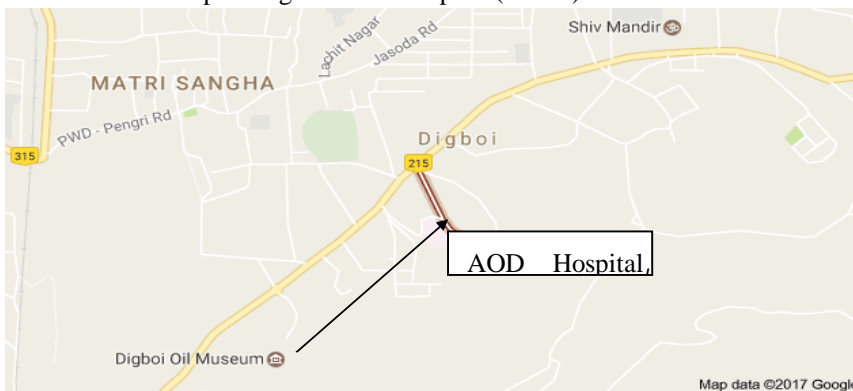 Shiv Mandir
Lachit Nagar
Jasoda Rd
MATRI SANGHA
PWD - Pengri Rd
Digboi
315
215
AOD Hospital,
Digboi Oil Museum
Map data ©2017 Google